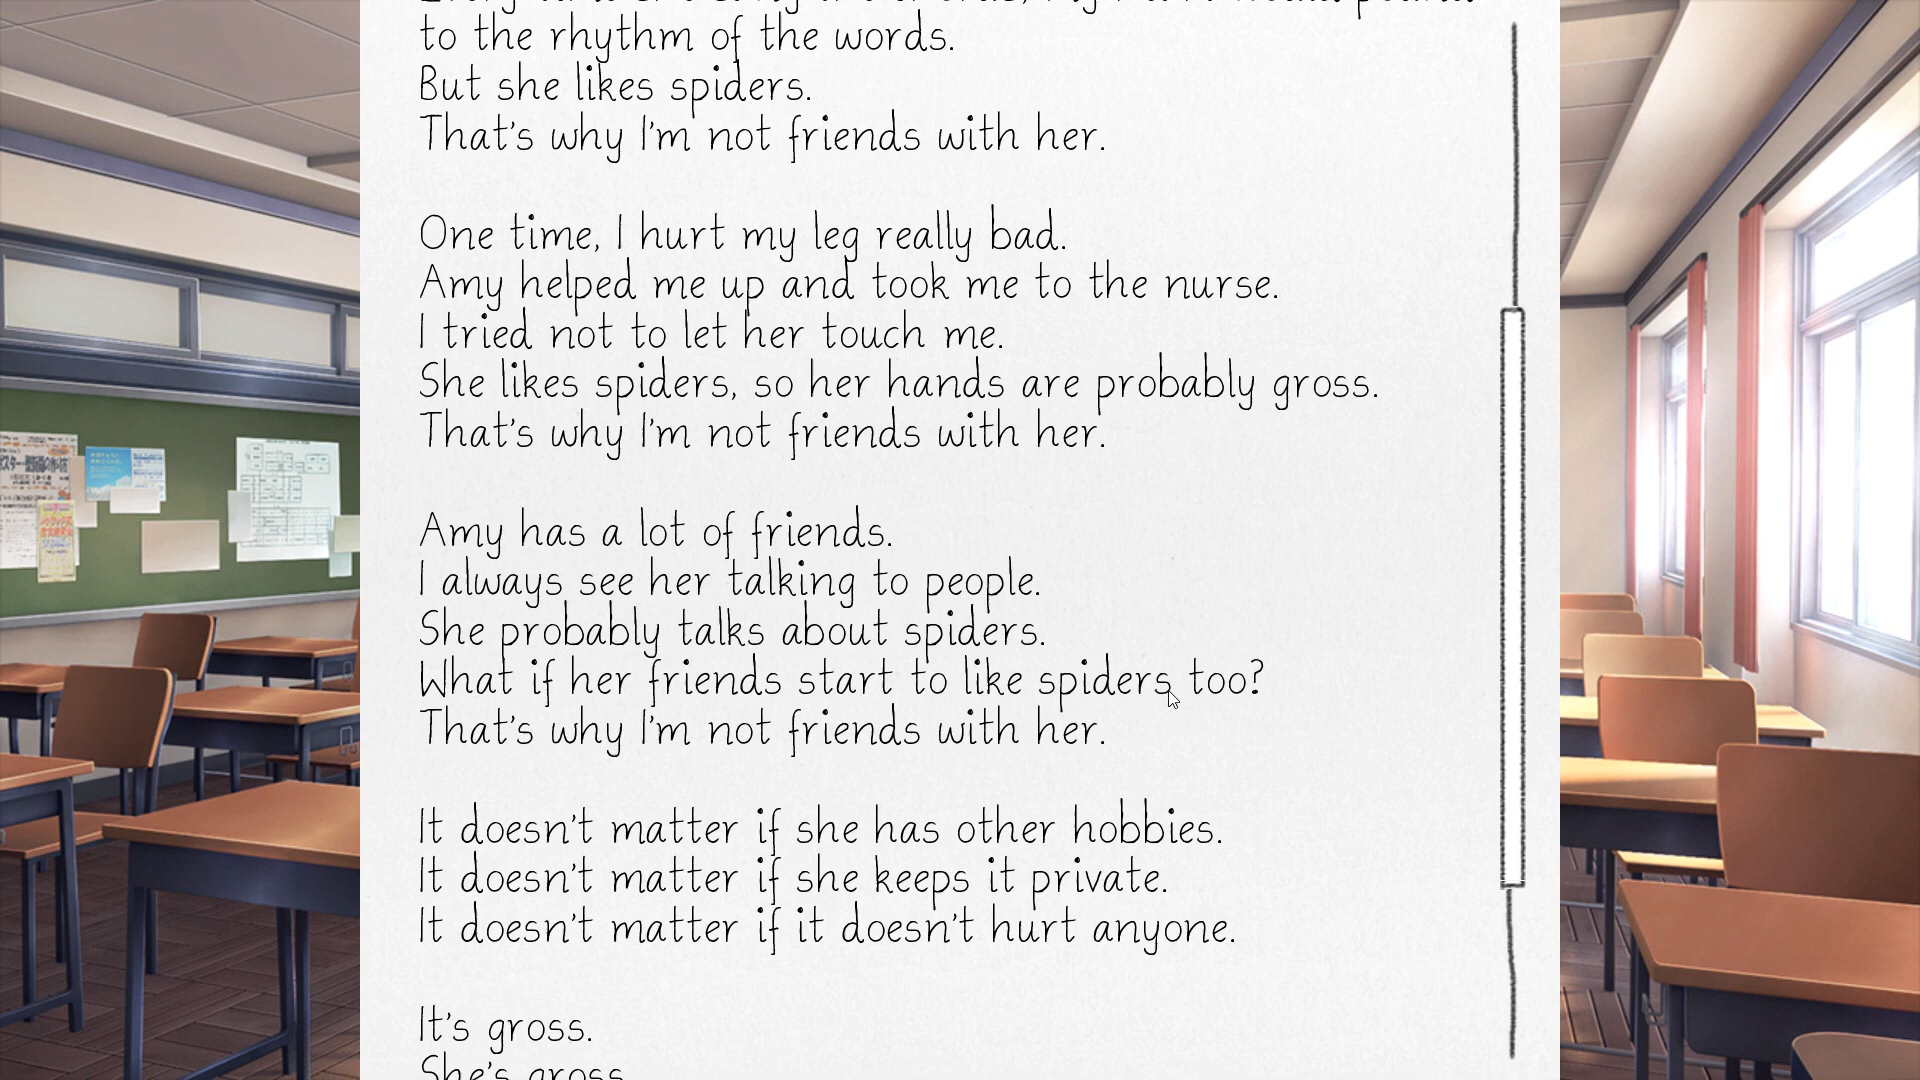 to the rhythm of the words.
But she likes spiders.
That's why I'm not friends with her.
One time, I hurt my leg really bad.
Amy helped me up and took me to the nurse.
I tried not to let her touch me.
She likes spiders, so her hands are probably gross.
That's why I'm not friends with her.
Amy has a lot of friends.
I always see her talking to people.
She probably talks about spiders.
What if her friends start to like spiders too?
That's why I'm not friends with her.
It doesn't matter if she has other hobbies.
It doesn't matter if she keeps it private.
It doesn't matter if it doesn't hurt anyone.
It's gross.
She's gross